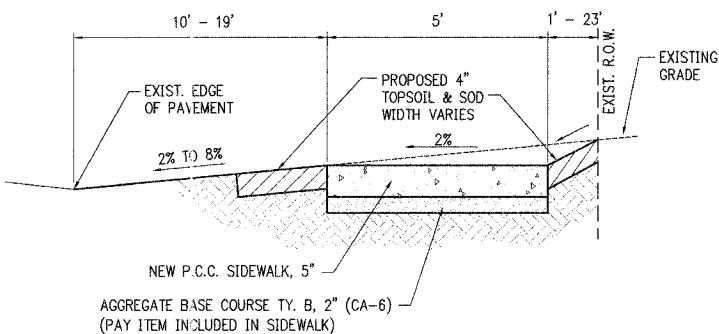 10' - 19'
5'
1' - 23'
EXIST. R.O.W.
EXISTING
GRADE
EXIST. EDGE
OF PAVEMENT
PROPOSED 4"
TOPSOIL & SOD
WIDTH VARIES
2% TO 8%
2%
NEW P.C.C. SIDEWALK, 5"
AGGREGATE BASE COURSE TY. B, 2" (CA-6)
(PAY ITEM INCLUDED IN SIDEWALK)